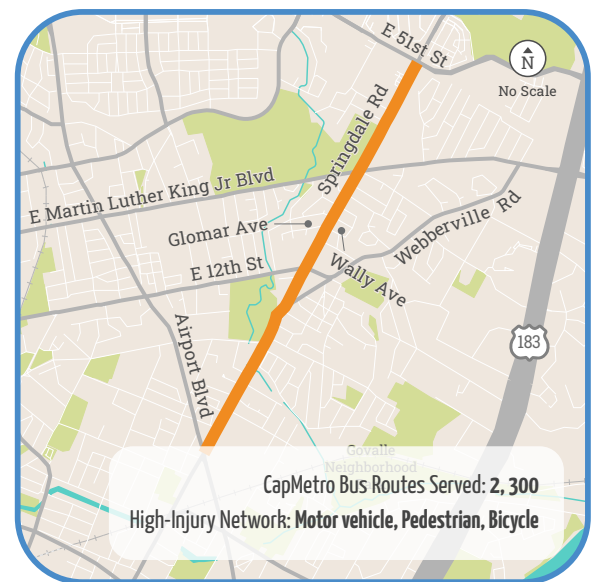 E 51st St
N
No Scale
Springdale Rd
E Martin Luther King Jr Blvd
Glomar Ave
Webberville Rd
E 12th St
Wally Ave
Airport Blvd
183
Govalle
Neighborhood
CapMetro Bus Routes Served: 2, 300
High-Injury Network: Motor vehicle, Pedestrian, Bicycle